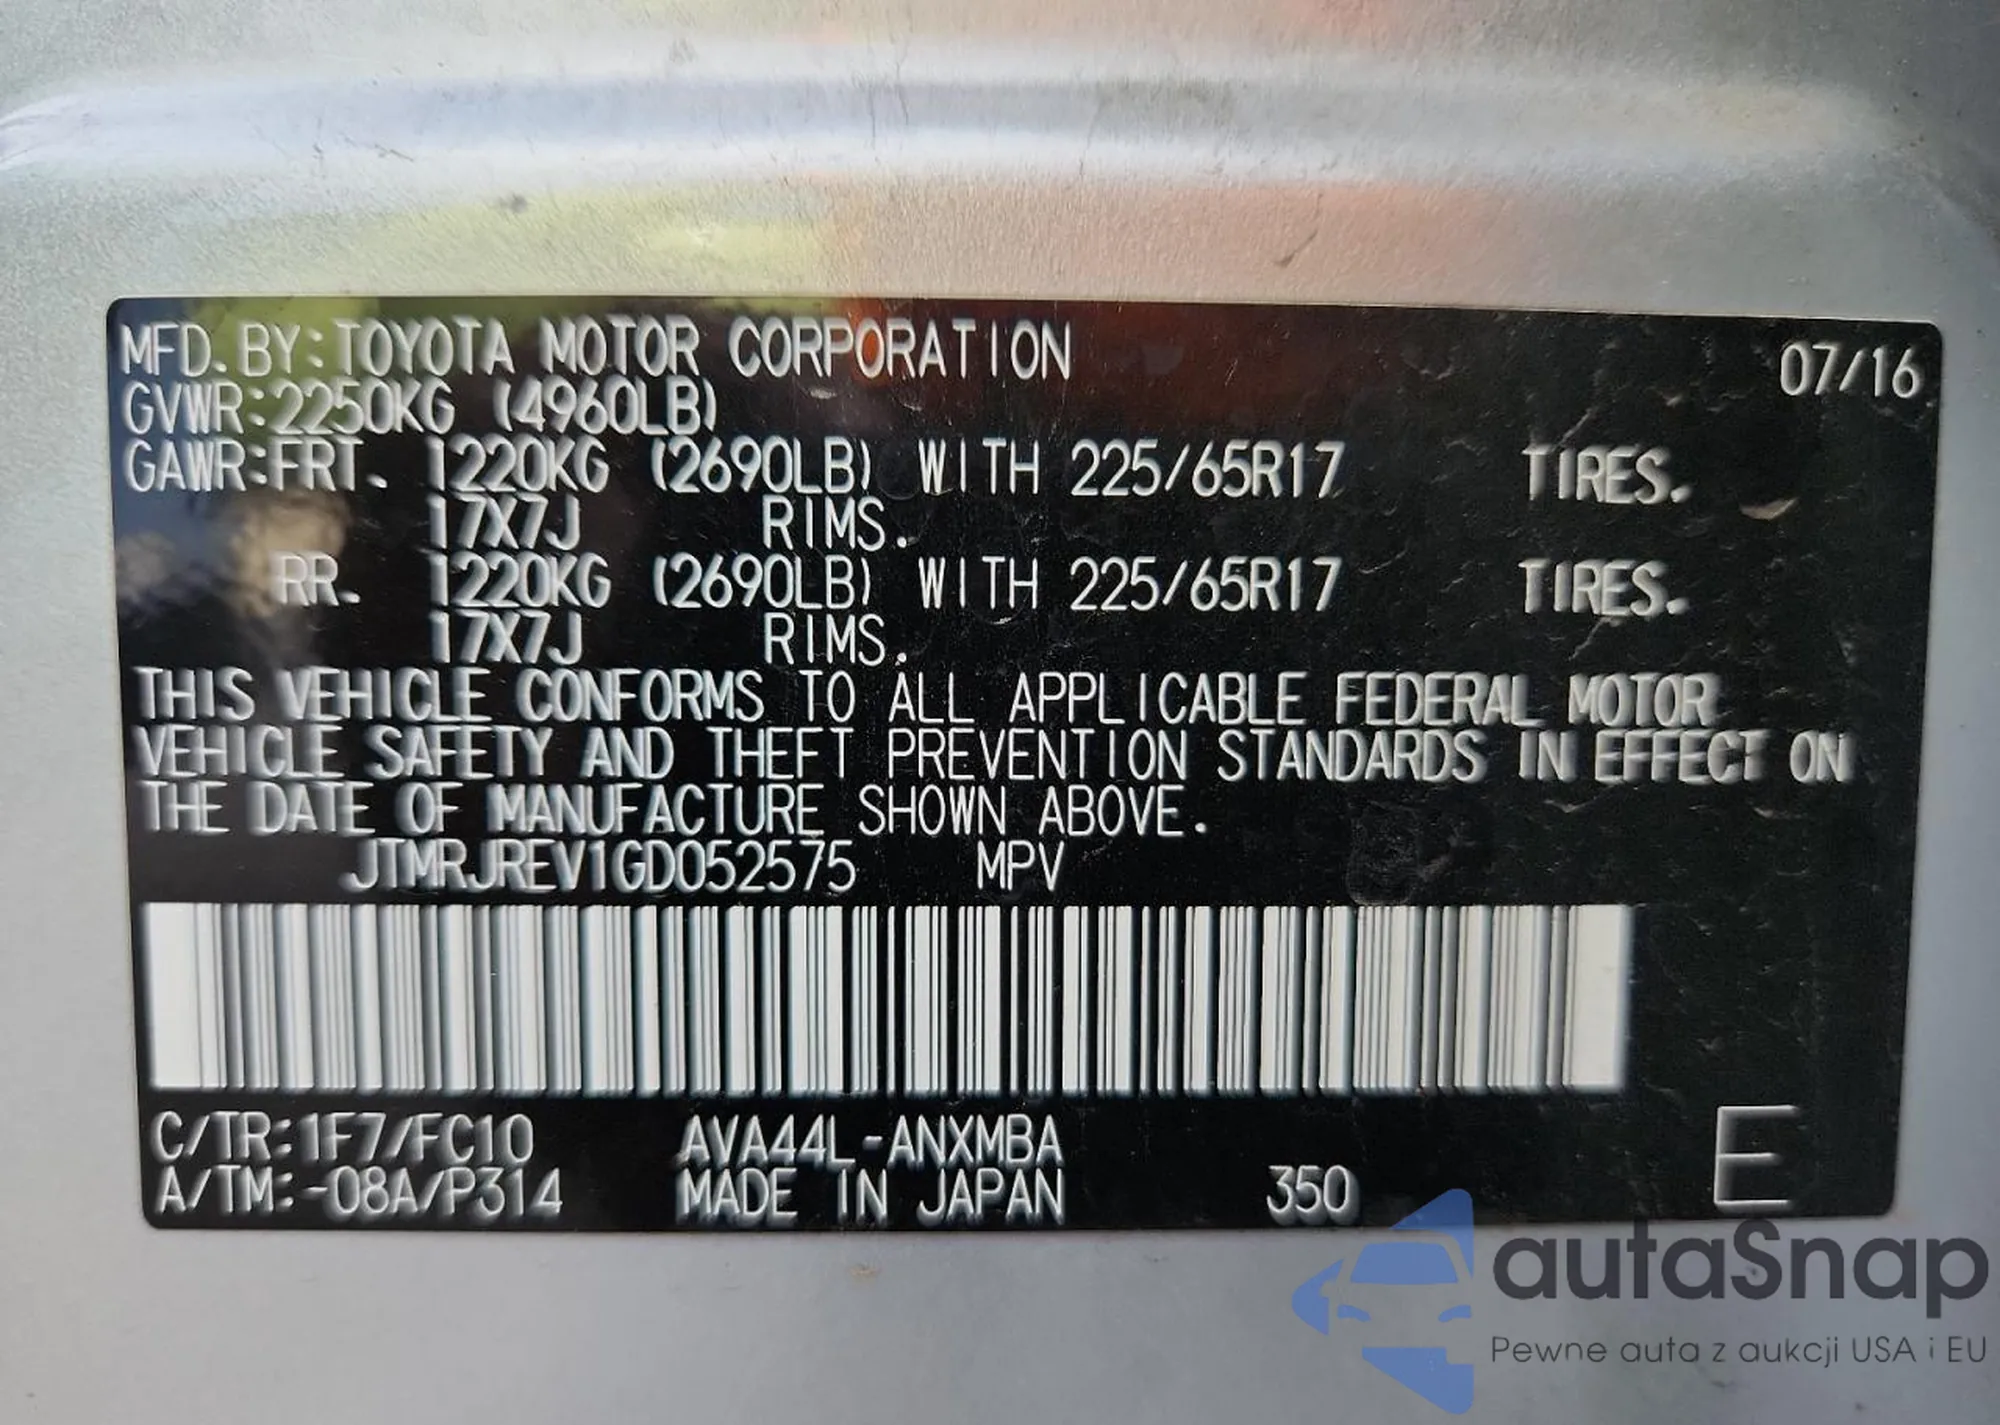 MFD. BY: TOYOTA MOTOR CORPORATION 07/16
GVWR: 2250KG (4960LB)
GAWR: FRT. 1220KG (2690LB) WITH 225/65R17 TIRES.
17X7J RIMS.
RR. 1220KG (2690LB) WITH 225/65R17 TIRES.
17X7J RIMS.
THIS VEHICLE CONFORMS TO ALL APPLICABLE FEDERAL MOTOR
VEHICLE SAFETY AND THEFT PREVENTION STANDARDS IN EFFECT ON
THE DATE OF MANUFACTURE SHOWN ABOVE.
JTMRJREV1GD052575 MPV
C/TR: 1F7/FC10 AVA44L-ANXMBA
A/TM: -08A/P314 MADE IN JAPAN 350 E
autaSnap
Pewne auta z aukcji USA i EU